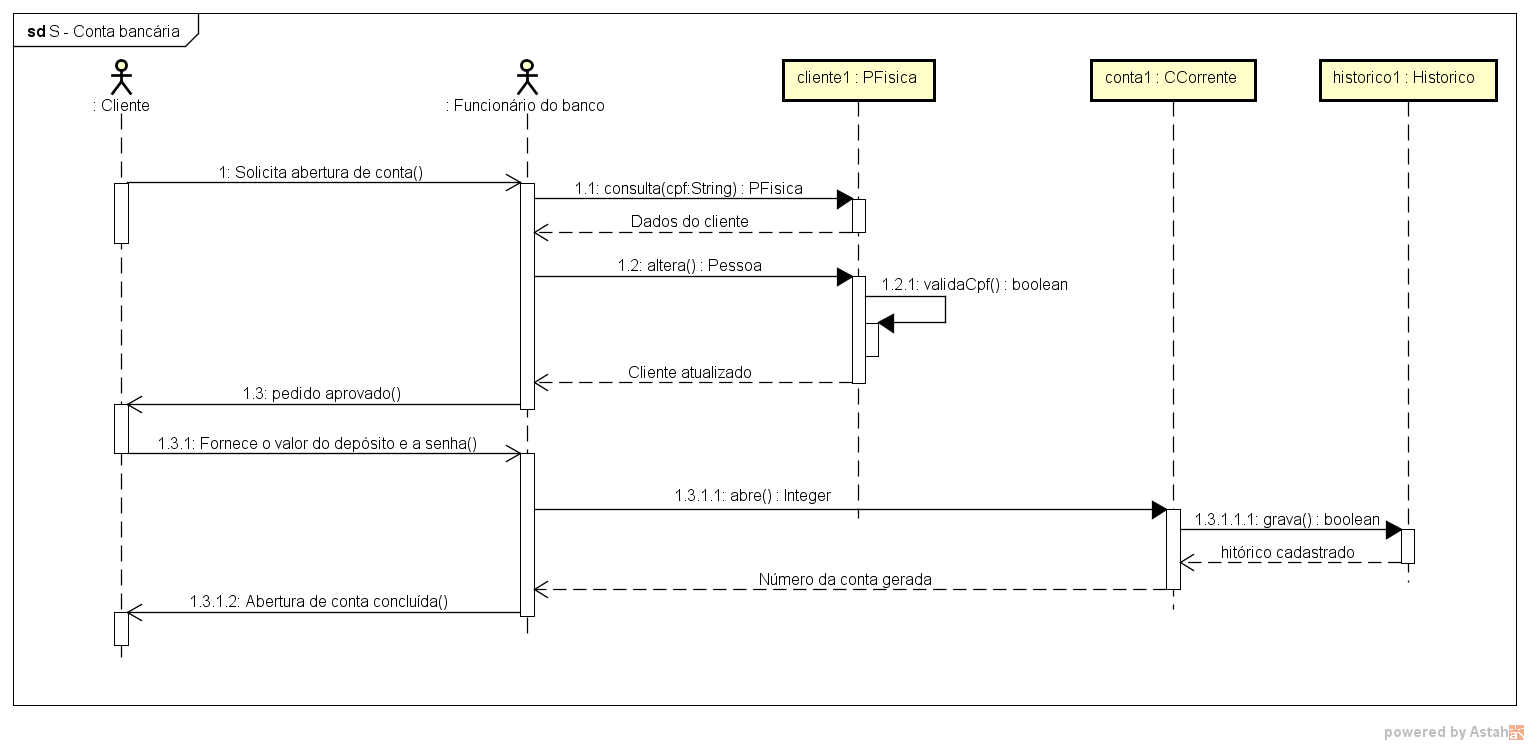 sd S - Conta bancária
: Cliente
: Funcionário do banco
cliente1 : PFisica
conta1 : CCorrente
historico1 : Historico
1: Solicita abertura de conta()
1.1: consulta(cpf:String) : PFisica
Dados do cliente
1.2: altera() : Pessoa
1.2.1: validaCpf() : boolean
Cliente atualizado
1.3: pedido aprovado()
1.3.1: Fornece o valor do depósito e a senha()
1.3.1.1: abre() : Integer
1.3.1.1.1: grava() : boolean
hitórico cadastrado
Número da conta gerada
1.3.1.2: Abertura de conta concluída()
powered by Astah